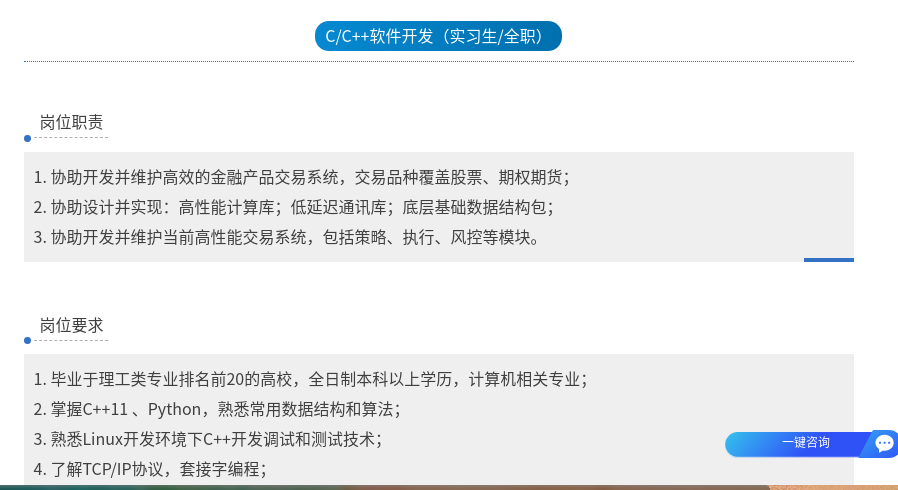 C/C++软件开发（实习生/全职）
岗位职责
1. 协助开发并维护高效的金融产品交易系统，交易品种覆盖股票、期权期货；
2. 协助设计并实现：高性能计算库；低延迟通讯库；底层基础数据结构包；
3. 协助开发并维护当前高性能交易系统，包括策略、执行、风控等模块。
岗位要求
1. 毕业于理工类专业排名前20的高校，全日制本科以上学历，计算机相关专业；
2. 掌握C++11 、Python，熟悉常用数据结构和算法；
3. 熟悉Linux开发环境下C++开发调试和测试技术；
一键咨询
4. 了解TCP/IP协议，套接字编程；